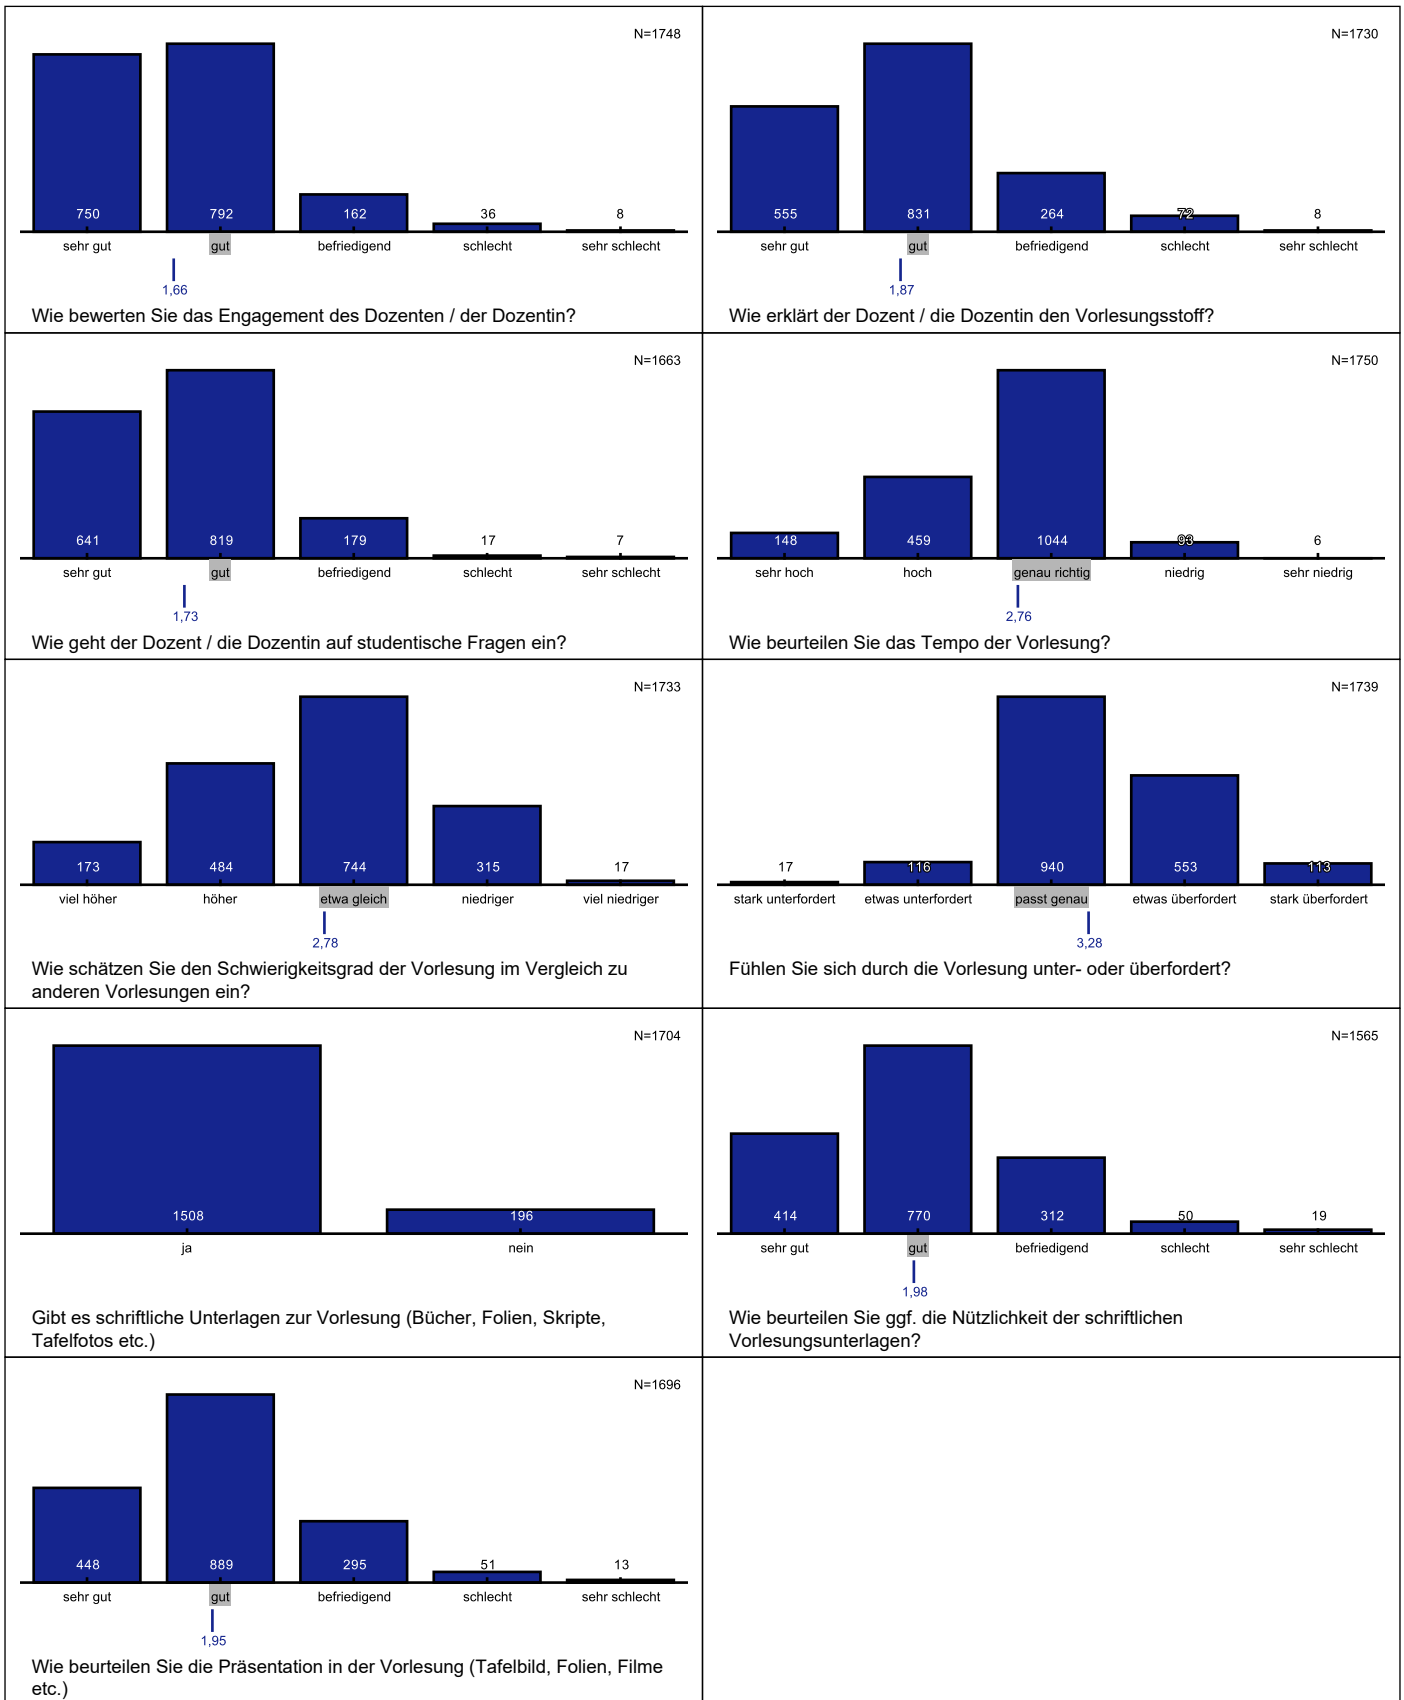 N=1748
750 792 162 36 8
sehr gut gut befriedigend schlecht sehr schlecht
1,66
Wie bewerten Sie das Engagement des Dozenten / der Dozentin?
N=1730
555 831 264 72 8
sehr gut gut befriedigend schlecht sehr schlecht
1,87
Wie erklärt der Dozent / die Dozentin den Vorlesungsstoff?
N=1663
641 819 179 17 7
sehr gut gut befriedigend schlecht sehr schlecht
1,73
Wie geht der Dozent / die Dozentin auf studentische Fragen ein?
N=1750
148 459 1044 93 6
sehr hoch hoch genau richtig niedrig sehr niedrig
2,76
Wie beurteilen Sie das Tempo der Vorlesung?
N=1733
173 484 744 315 17
viel höher höher etwa gleich niedriger viel niedriger
2,78
Wie schätzen Sie den Schwierigkeitsgrad der Vorlesung im Vergleich zu
anderen Vorlesungen ein?
N=1739
17 116 940 553 113
stark unterfordert etwas unterfordert passt genau etwas überfordert stark überfordert
3,28
Fühlen Sie sich durch die Vorlesung unter- oder überfordert?
N=1704
1508 196
ja nein
Gibt es schriftliche Unterlagen zur Vorlesung (Bücher, Folien, Skripte,
Tafelfotos etc.)
N=1565
414 770 312 50 19
sehr gut gut befriedigend schlecht sehr schlecht
1,98
Wie beurteilen Sie ggf. die Nützlichkeit der schriftlichen
Vorlesungsunterlagen?
N=1696
448 889 295 51 13
sehr gut gut befriedigend schlecht sehr schlecht
1,95
Wie beurteilen Sie die Präsentation in der Vorlesung (Tafelbild, Folien, Filme
etc.)